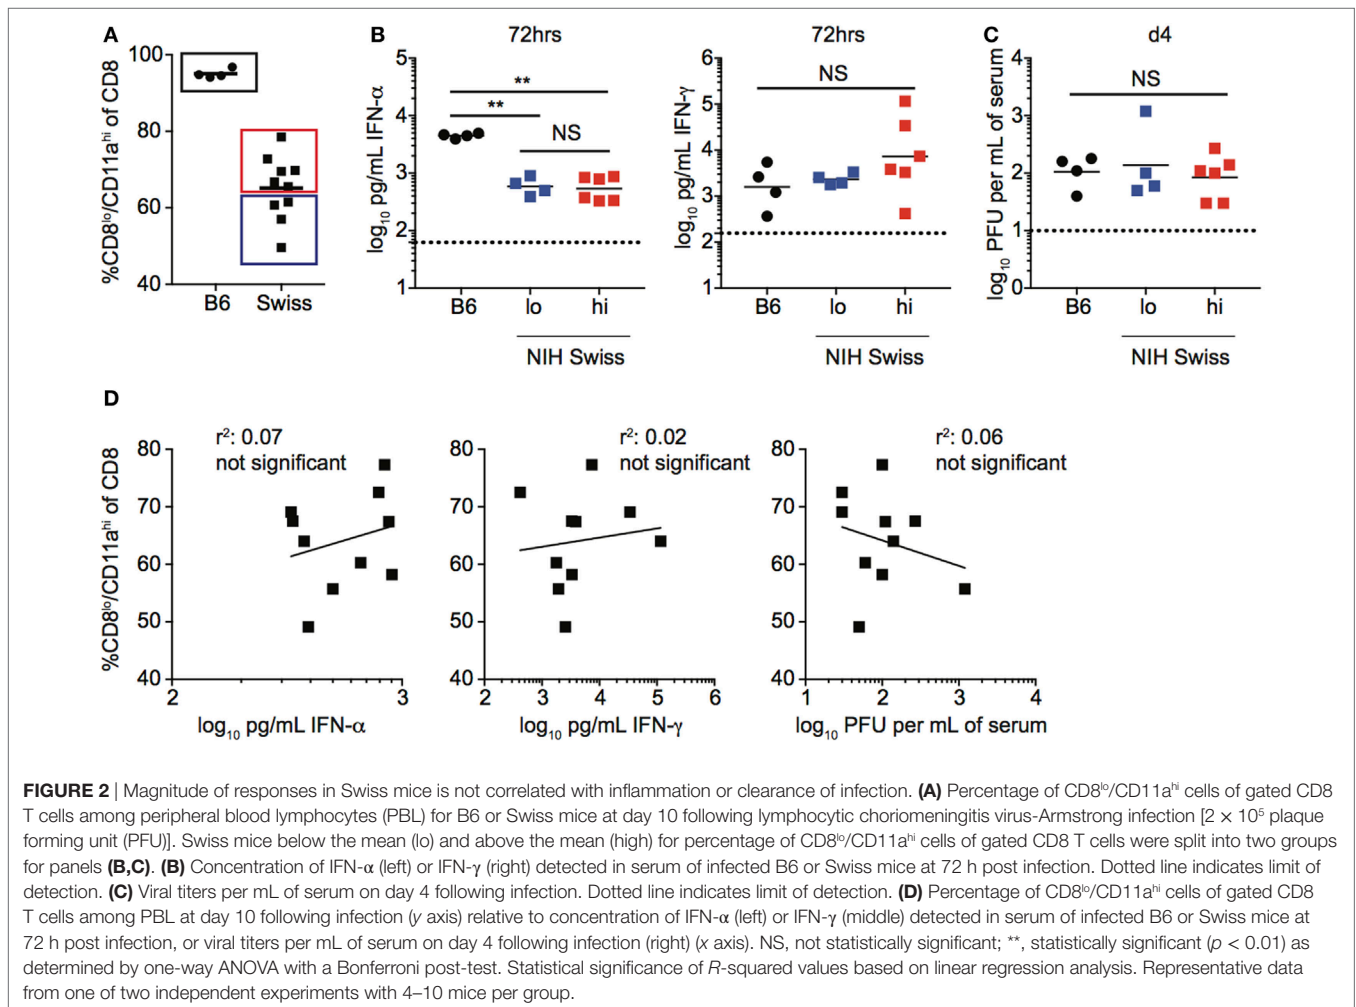 A
B
C
72hrs
72hrs
d4
%CD8lo/CD11ahi of CD8
100
80
60
40
B6
Swiss
log10 pg/mL IFN-α
5
4
3
2
1
**
**
NS
B6
lo
hi
NIH Swiss
log10 pg/mL IFN-γ
6
5
4
3
2
1
NS
B6
lo
hi
NIH Swiss
log10 PFU per mL of serum
4
3
2
1
0
NS
B6
lo
hi
NIH Swiss
D
%CD8lo/CD11ahi of CD8
r2: 0.07
not significant
80
70
60
50
40
2
3
log10 pg/mL IFN-α
r2: 0.02
not significant
80
70
60
50
40
2
3
4
5
6
log10 pg/mL IFN-γ
r2: 0.06
not significant
80
70
60
50
40
1
2
3
4
log10 PFU per mL of serum
FIGURE 2 | Magnitude of responses in Swiss mice is not correlated with inflammation or clearance of infection. (A) Percentage of CD8lo/CD11ahi cells of gated CD8
T cells among peripheral blood lymphocytes (PBL) for B6 or Swiss mice at day 10 following lymphocytic choriomeningitis virus-Armstrong infection [2 × 10⁵ plaque
forming unit (PFU)]. Swiss mice below the mean (lo) and above the mean (high) for percentage of CD8lo/CD11ahi cells of gated CD8 T cells were split into two groups
for panels (B,C). (B) Concentration of IFN-α (left) or IFN-γ (right) detected in serum of infected B6 or Swiss mice at 72 h post infection. Dotted line indicates limit of
detection. (C) Viral titers per mL of serum on day 4 following infection. Dotted line indicates limit of detection. (D) Percentage of CD8lo/CD11ahi cells of gated CD8
T cells among PBL at day 10 following infection (y axis) relative to concentration of IFN-α (left) or IFN-γ (middle) detected in serum of infected B6 or Swiss mice at
72 h post infection, or viral titers per mL of serum on day 4 following infection (right) (x axis). NS, not statistically significant; **, statistically significant (p < 0.01) as
determined by one-way ANOVA with a Bonferroni post-test. Statistical significance of R-squared values based on linear regression analysis. Representative data
from one of two independent experiments with 4–10 mice per group.